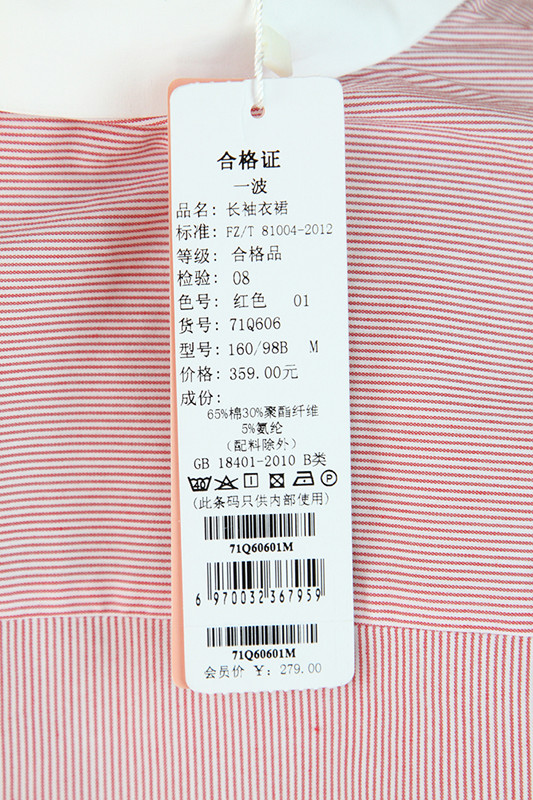 合格证
一波
品名: 长袖衣裙
标准: FZ/T 81004-2012
等级: 合格品
检验: 08
色号: 红色 01
货号: 71Q606
型号: 160/98B M
价格: 359.00元
成份:
65%棉30%聚酯纤维
5%氨纶
(配料除外)
GB 18401-2010 B类
40 P
(此条码只供内部使用)
71Q60601M
6 970032 367959
71Q60601M
会员价 ¥: 279.00